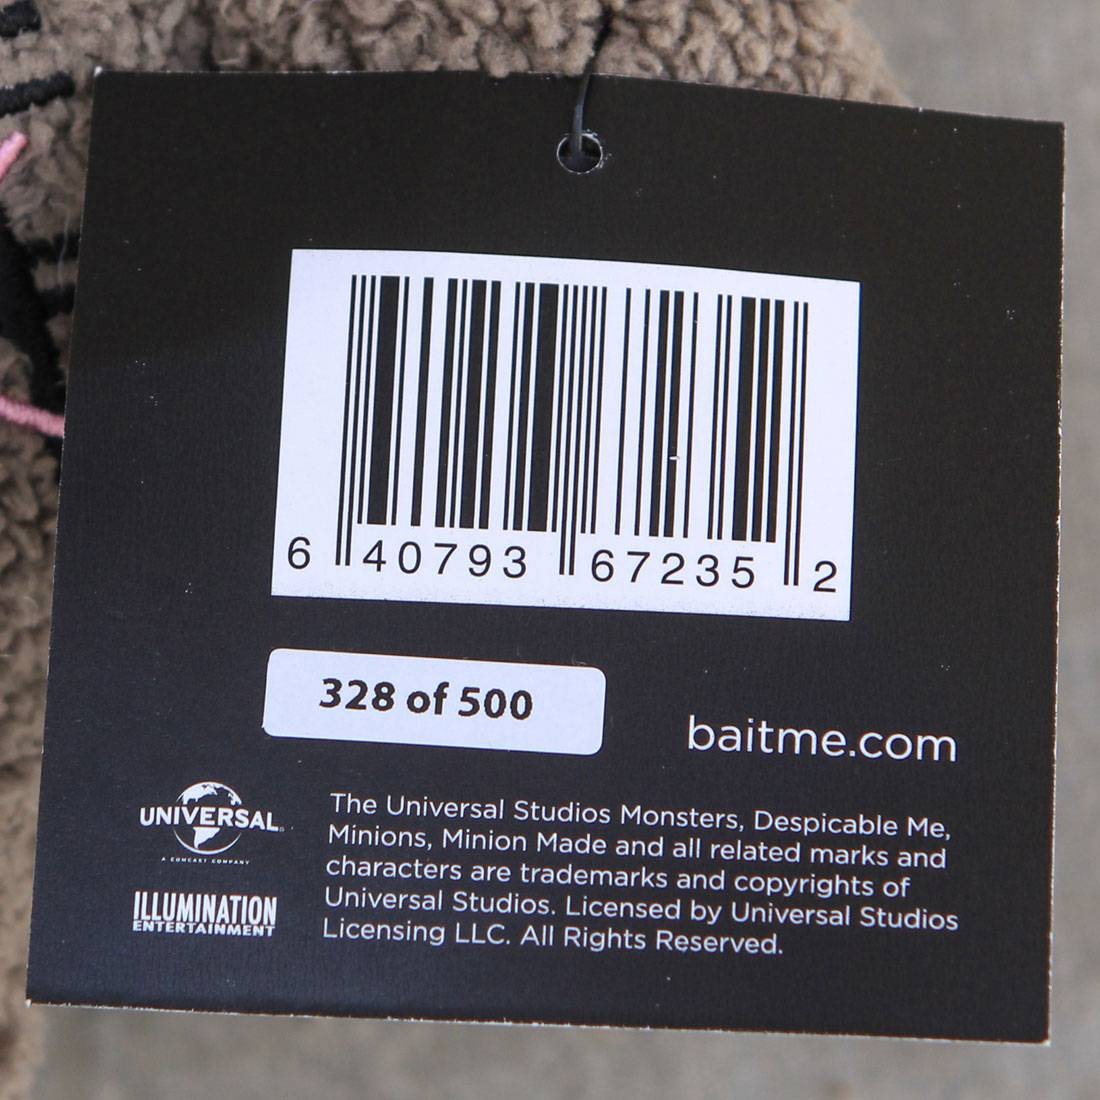 6 40793 67235 2
328 of 500
baitme.com
UNIVERSAL
A COMCAST COMPANY
ILLUMINATION
ENTERTAINMENT
The Universal Studios Monsters, Despicable Me,
Minions, Minion Made and all related marks and
characters are trademarks and copyrights of
Universal Studios. Licensed by Universal Studios
Licensing LLC. All Rights Reserved.